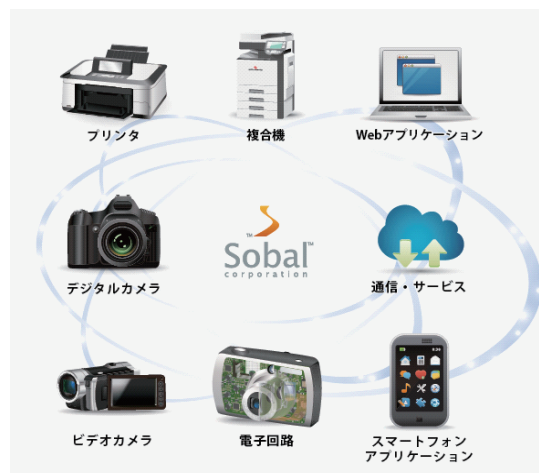 プリンタ
複合機
Webアプリケーション
Sobal
corporation
デジタルカメラ
通信・サービス
ビデオカメラ
電子回路
スマートフォン
アプリケーション